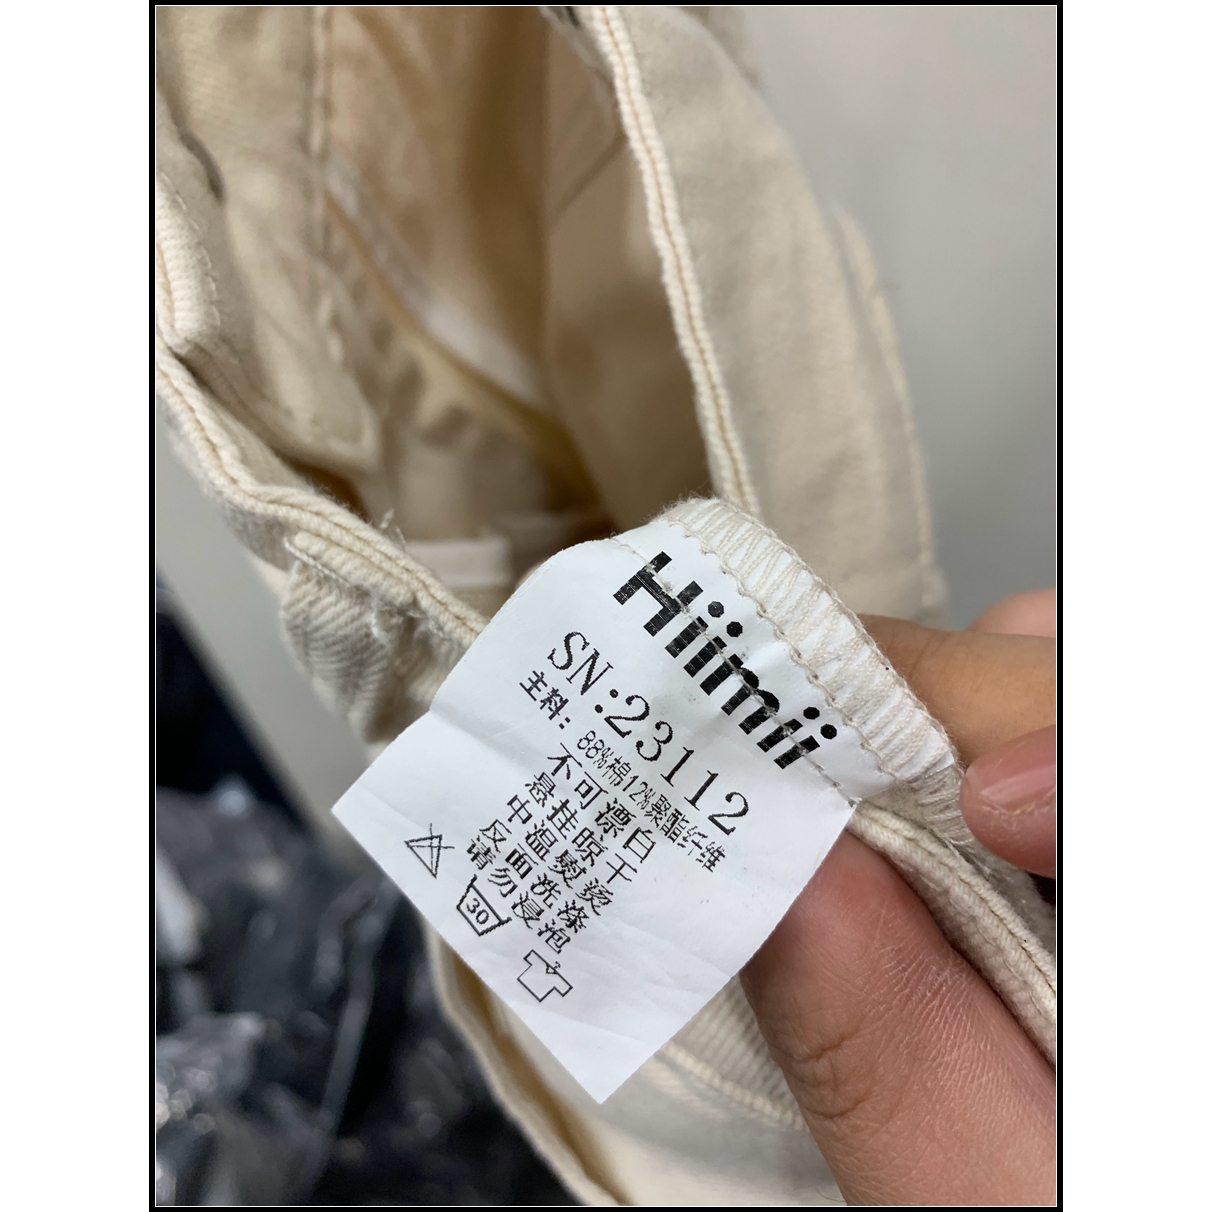 Hiimii
SN:23112
主料：88%棉12%聚酯纤维
不可漂白
悬挂晾干
中温熨烫
反面洗涤
请勿浸泡
30